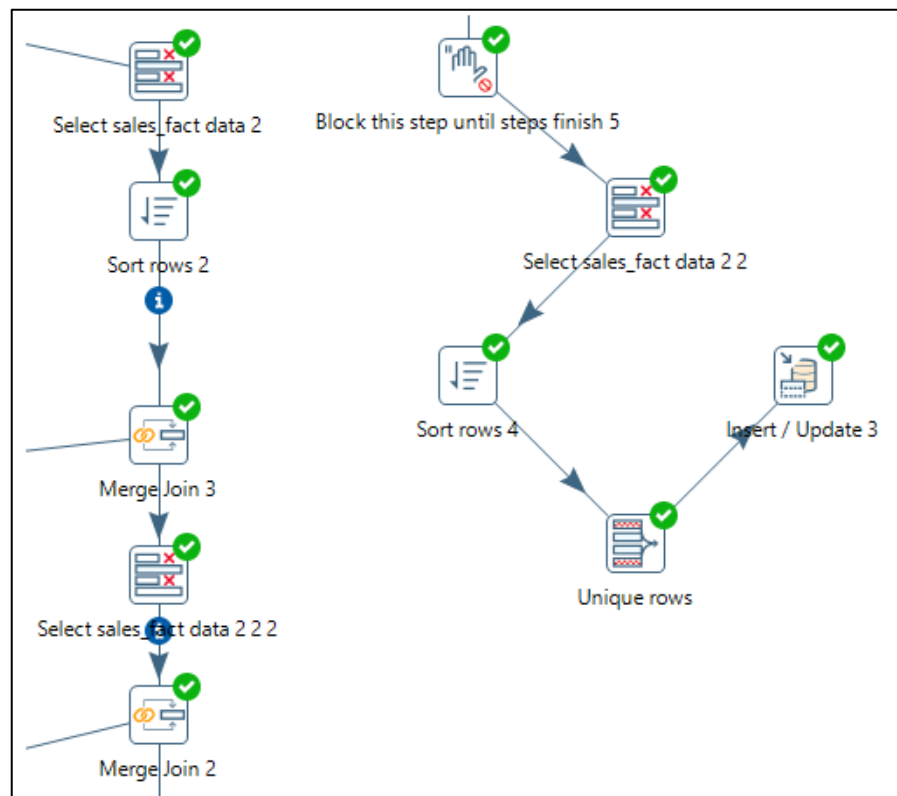 Select sales_fact data 2
Sort rows 2
Merge Join 3
Select sales_fact data 2 2 2
Merge Join 2
Block this step until steps finish 5
Select sales_fact data 2 2
Sort rows 4
Insert / Update 3
Unique rows